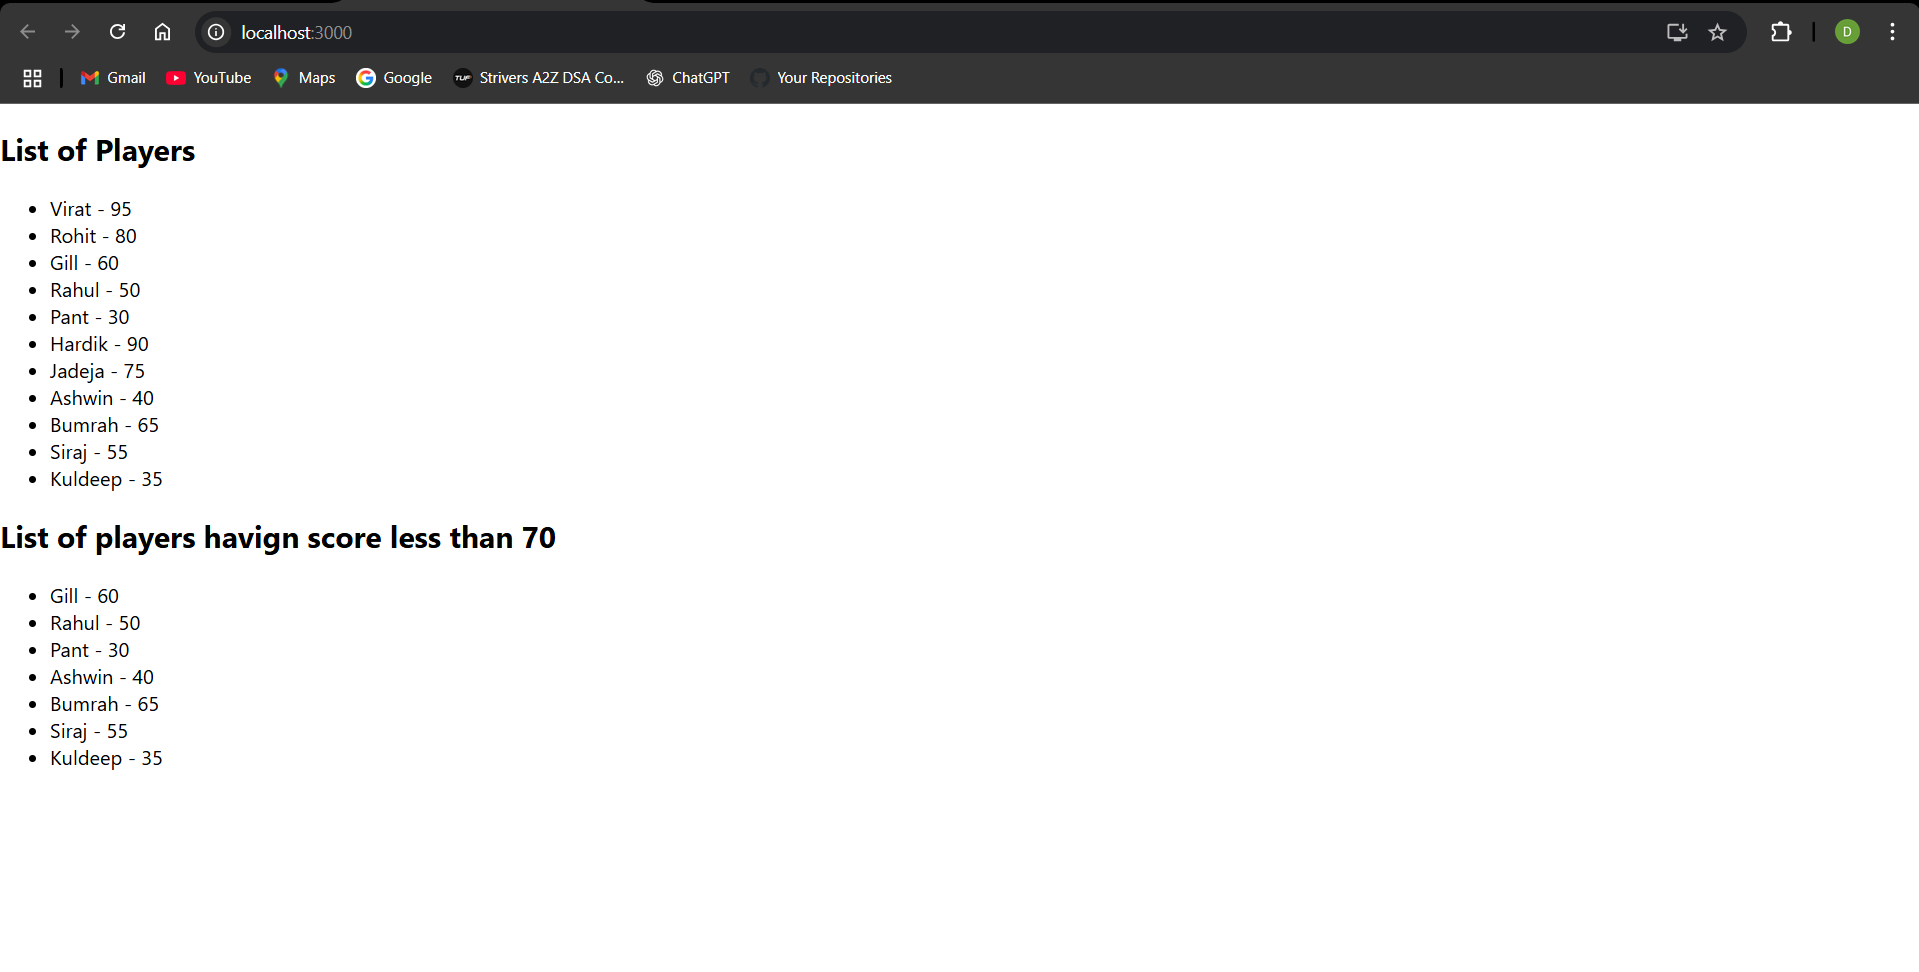 localhost:3000
D
Gmail YouTube Maps Google TUF Strivers A2Z DSA Co... ChatGPT Your Repositories
List of Players
• Virat - 95
• Rohit - 80
• Gill - 60
• Rahul - 50
• Pant - 30
• Hardik - 90
• Jadeja - 75
• Ashwin - 40
• Bumrah - 65
• Siraj - 55
• Kuldeep - 35
List of players havign score less than 70
• Gill - 60
• Rahul - 50
• Pant - 30
• Ashwin - 40
• Bumrah - 65
• Siraj - 55
• Kuldeep - 35